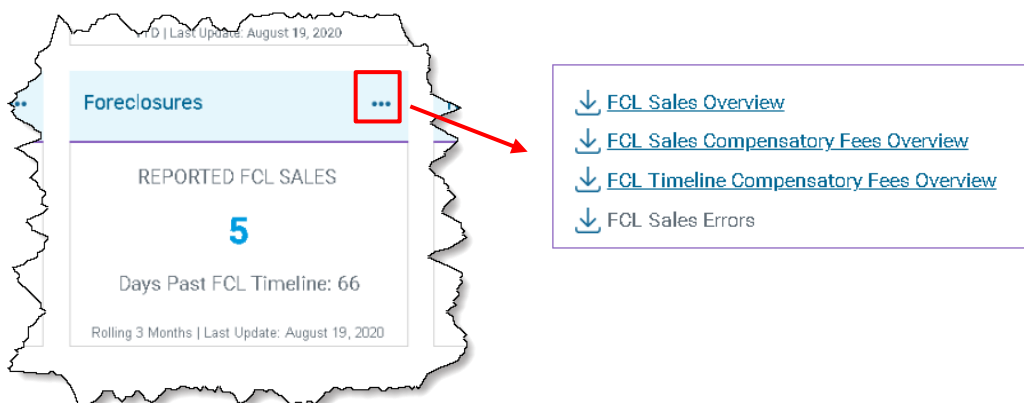 TD | Last Update: August 19, 2020
Foreclosures
REPORTED FCL SALES
5
Days Past FCL Timeline: 66
Rolling 3 Months | Last Update: August 19, 2020
FCL Sales Overview
FCL Sales Compensatory Fees Overview
FCL Timeline Compensatory Fees Overview
FCL Sales Errors